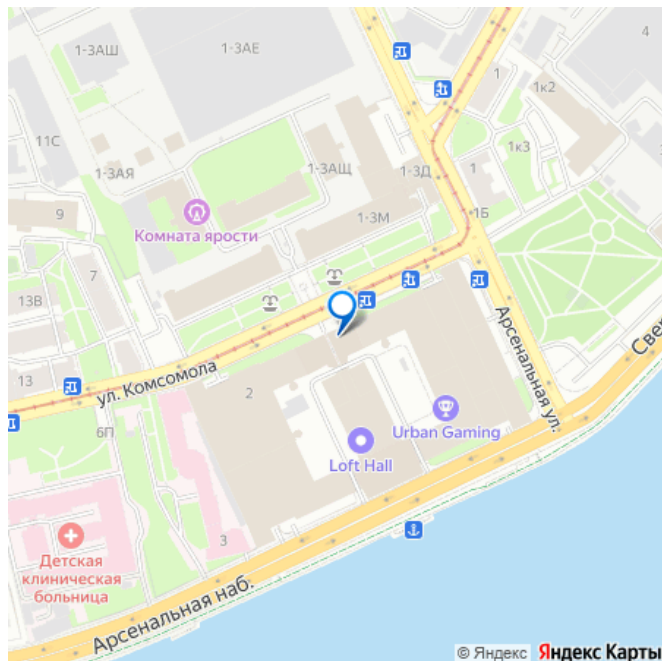 1-3АШ
1-3АЕ
4
1
1к2
11С
1-3АЯ
1-3АЩ
1-3Д
1
1к3
9
Комната ярости
1-3М
1Б
7
13В
13
ул. Комсомола
Арсенальная ул.
Све
2
6П
Urban Gaming
Loft Hall
3
Детская
клиническая
больница
Арсенальная наб.
© Яндекс Яндекс Карты